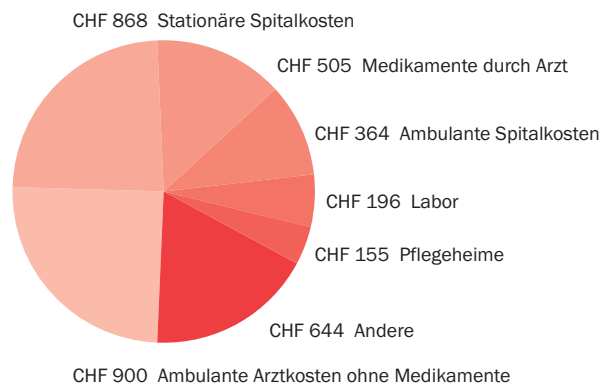 CHF 868 Stationäre Spitalkosten
CHF 505 Medikamente durch Arzt
CHF 364 Ambulante Spitalkosten
CHF 196 Labor
CHF 155 Pflegeheime
CHF 644 Andere
CHF 900 Ambulante Arztkosten ohne Medikamente